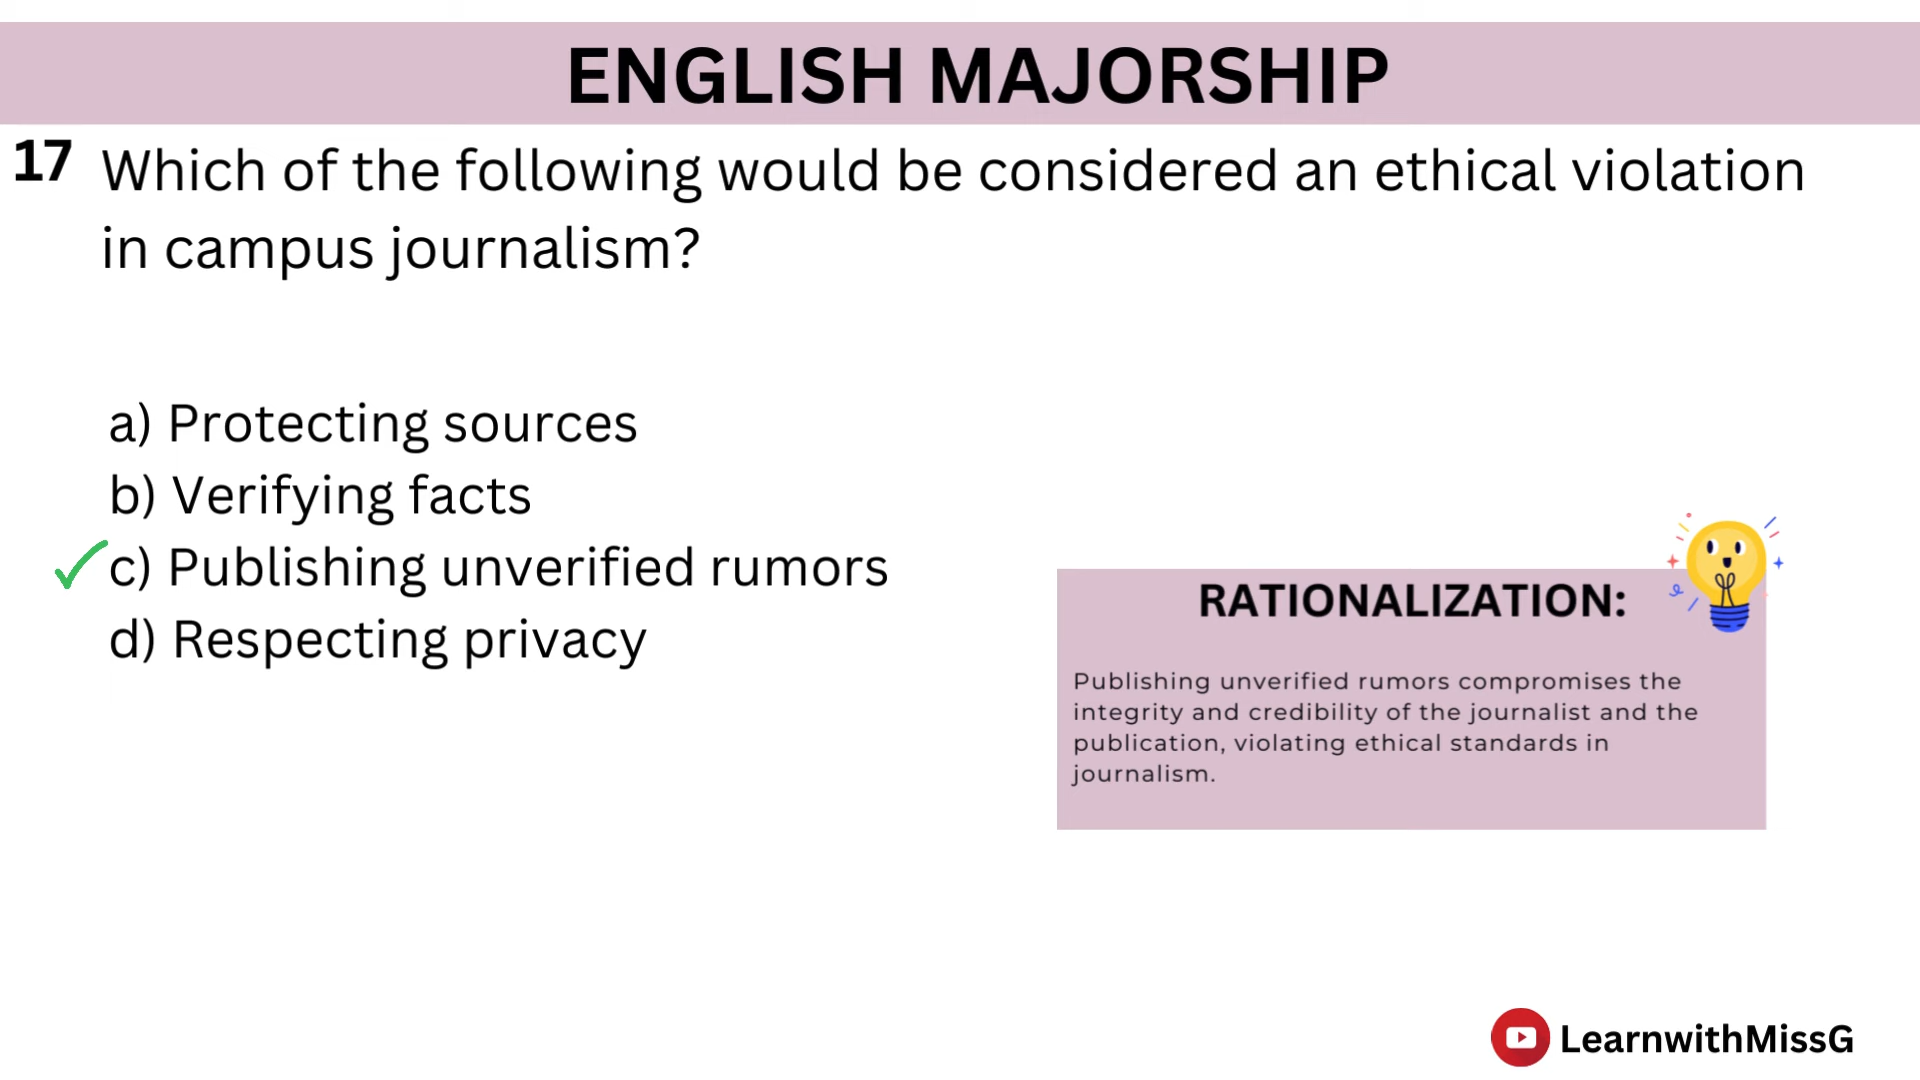 ENGLISH MAJORSHIP
17 Which of the following would be considered an ethical violation
in campus journalism?
a) Protecting sources
b) Verifying facts
c) Publishing unverified rumors
d) Respecting privacy
RATIONALIZATION:
Publishing unverified rumors compromises the
integrity and credibility of the journalist and the
publication, violating ethical standards in
journalism.
LearnwithMissG